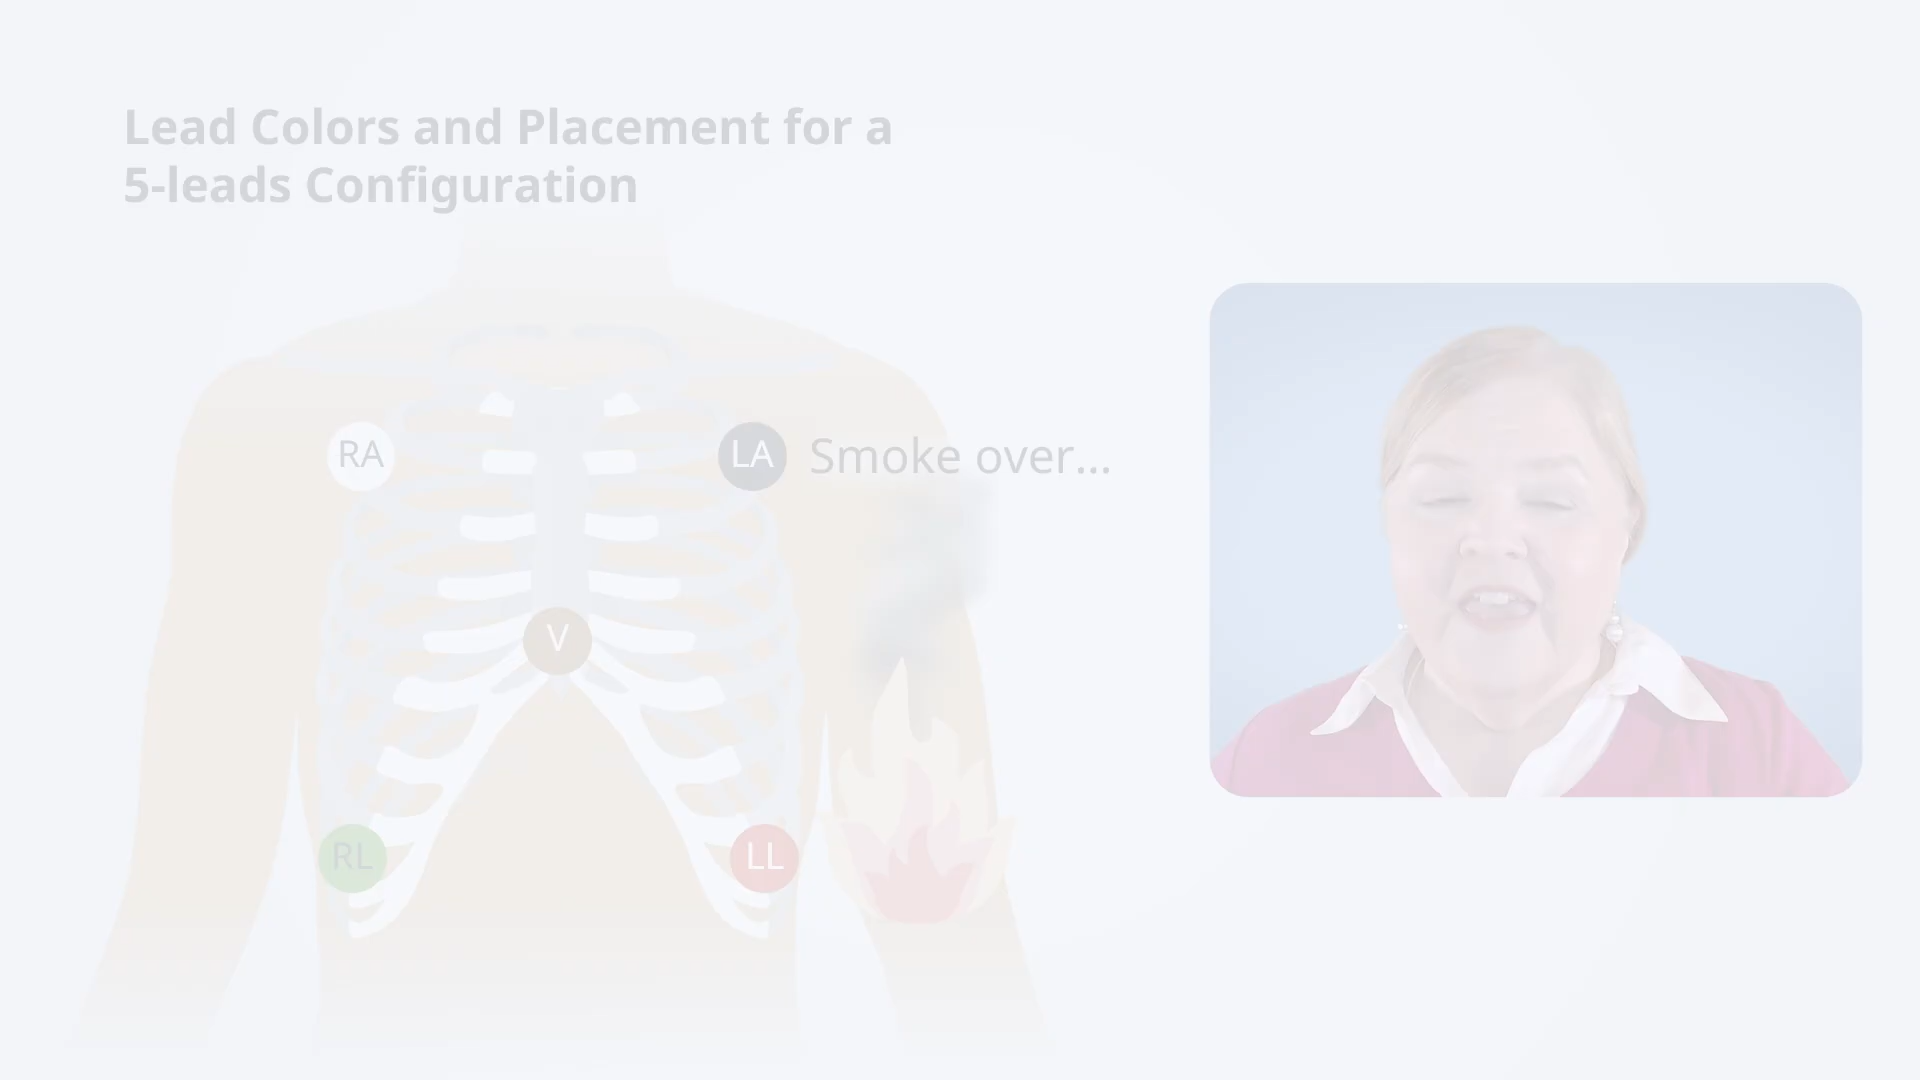 Lead Colors and Placement for a
5-leads Configuration
RA
LA Smoke over...
V
RL
LL